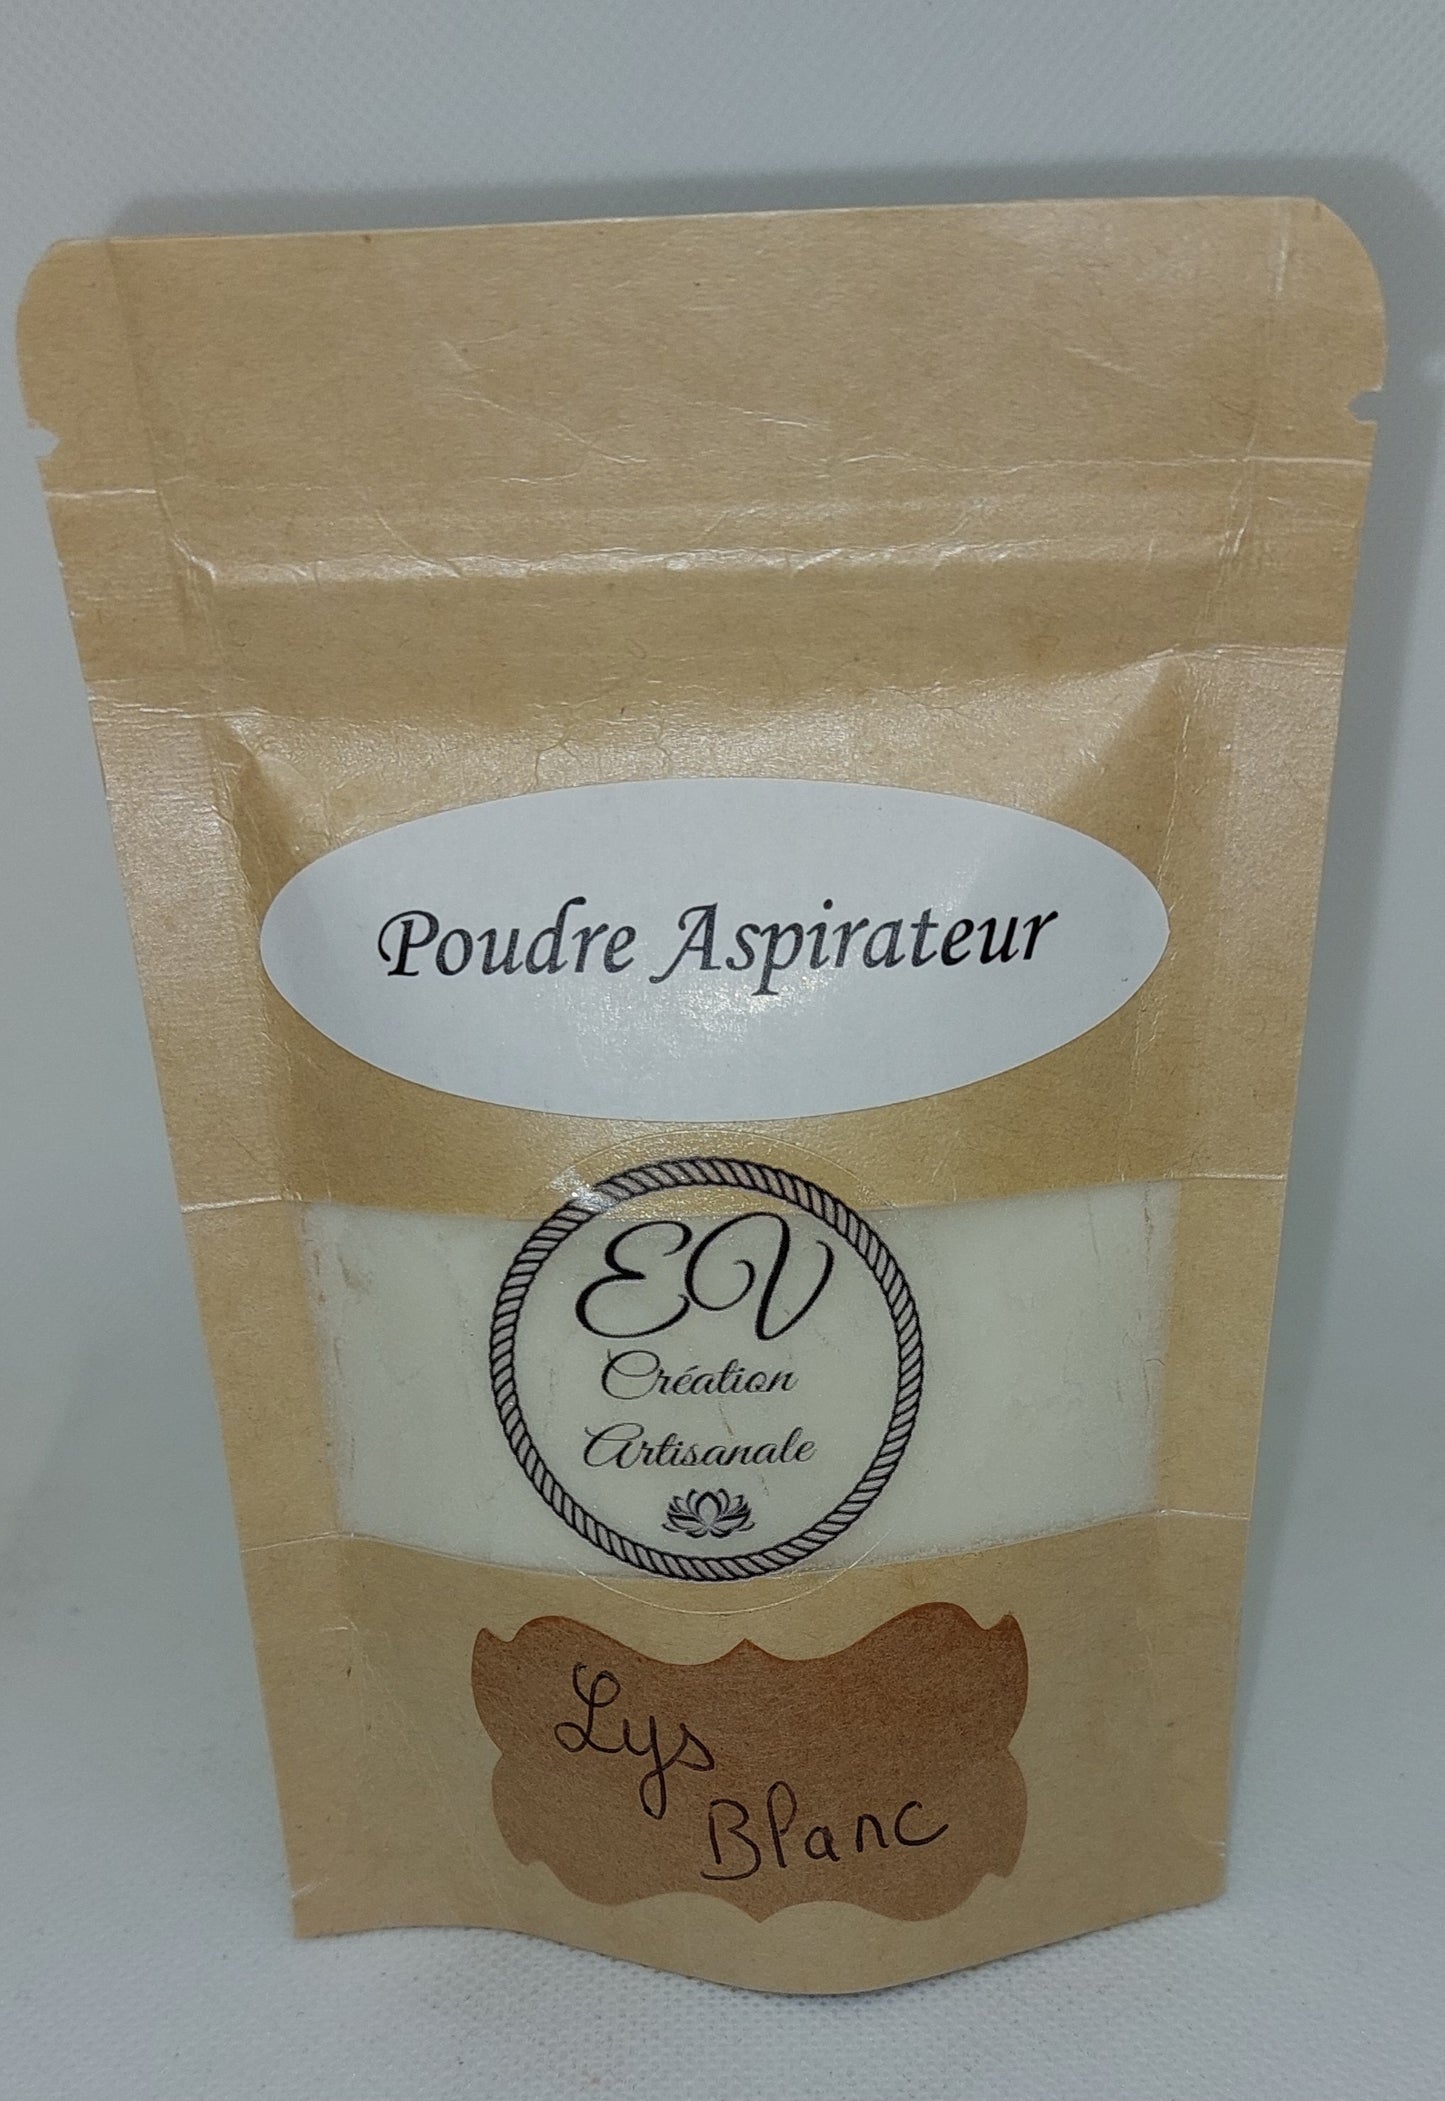 Poudre Aspirateur
EV
Création
Artisanale
Lys
Blanc